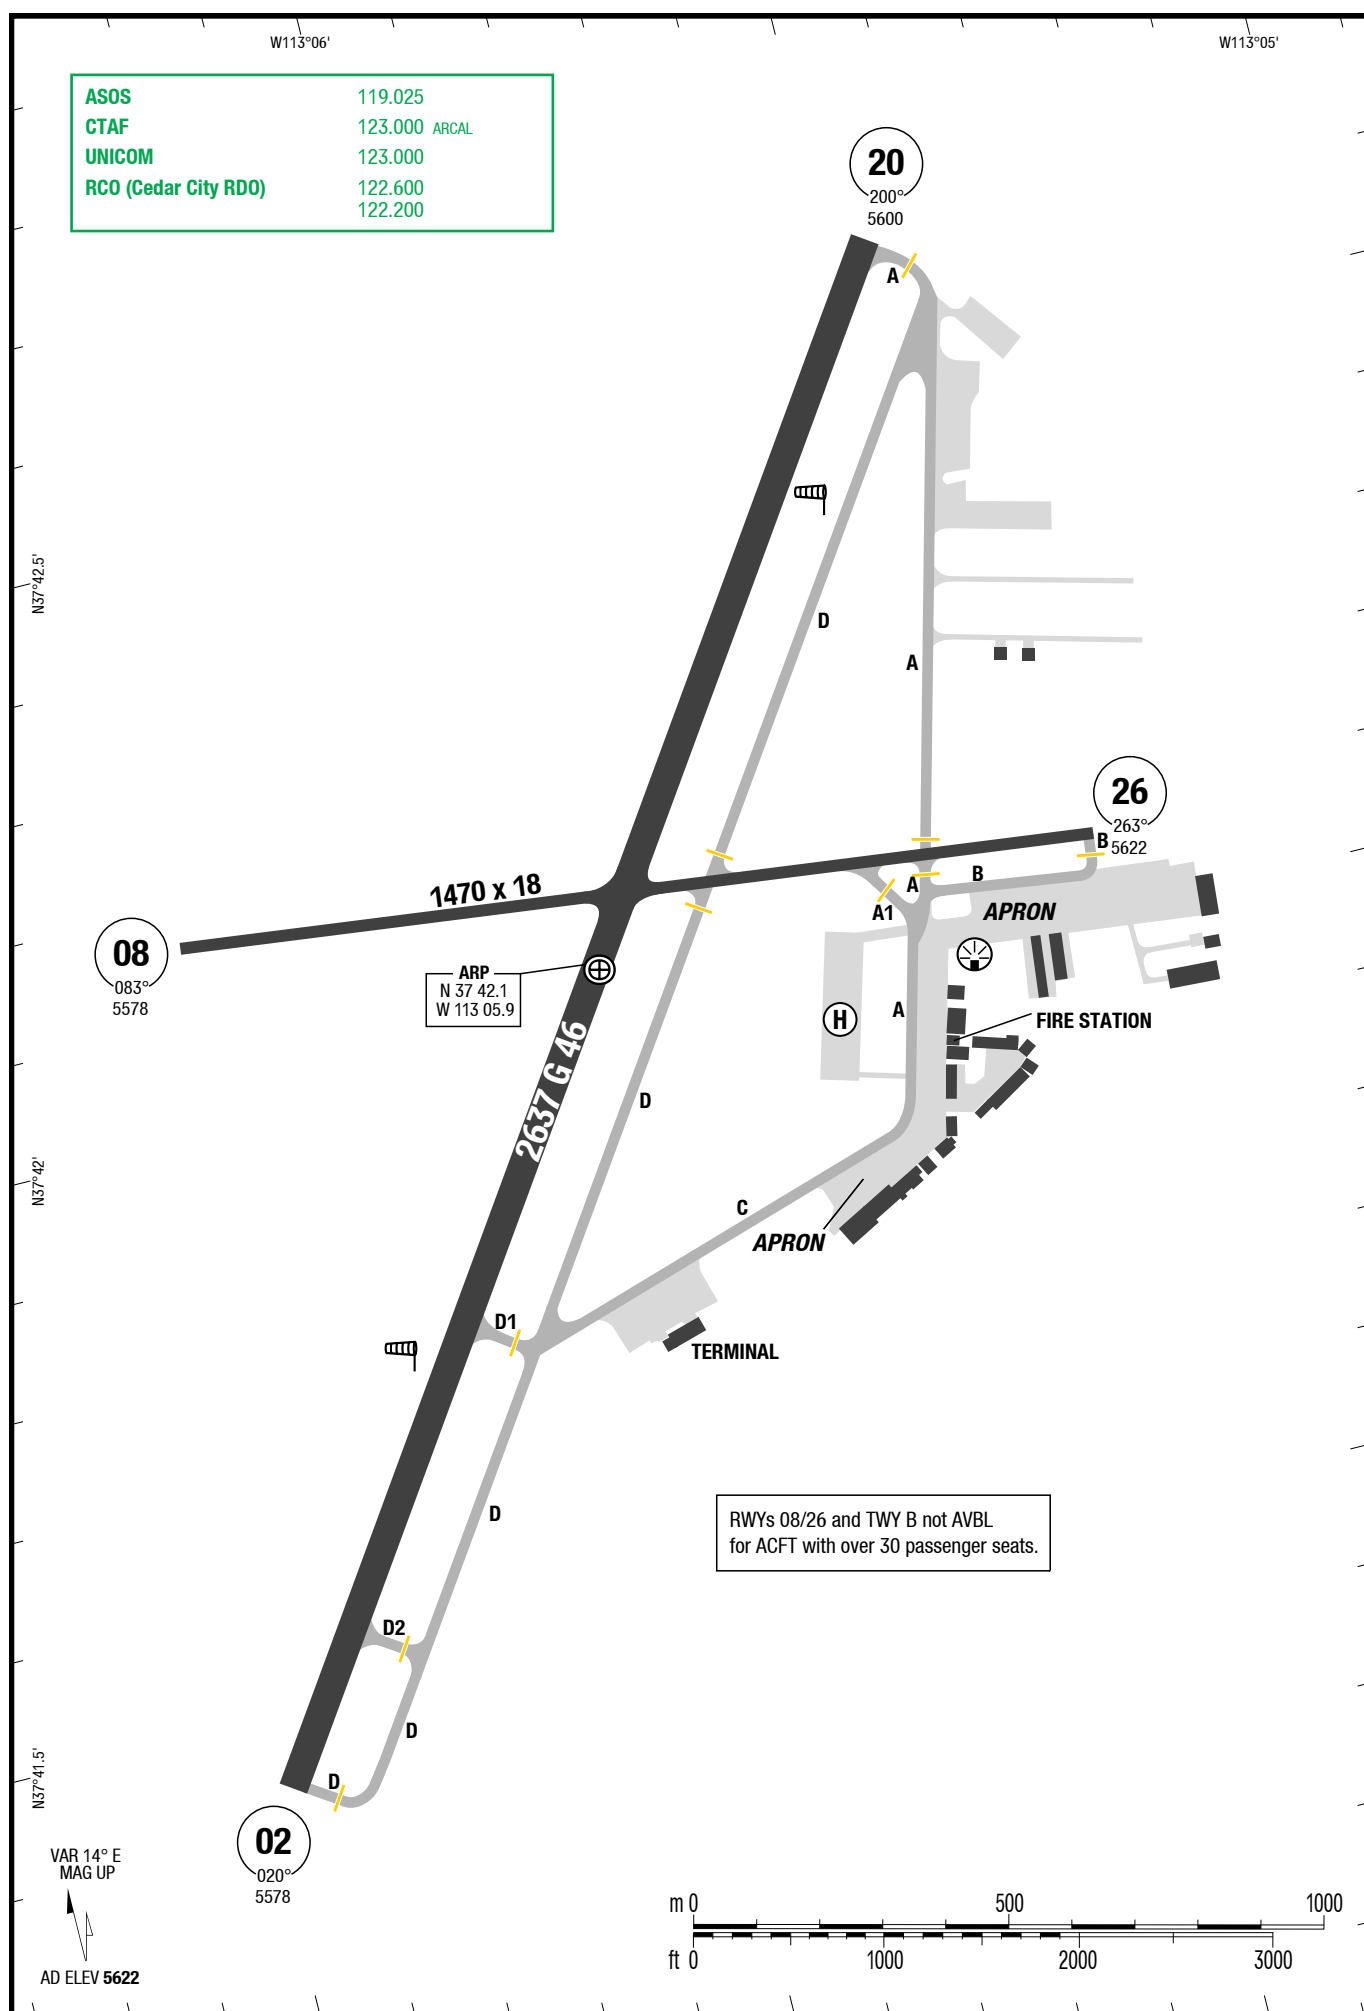 W113°06'
W113°05'
ASOS 119.025
CTAF 123.000 ARCAL
UNICOM 123.000
RCO (Cedar City RDO) 122.600
122.200
20
200°
5600
A
N37°42.5'
D
A
26
263°
5622
B
B
A
A1
1470 x 18
APRON
08
083°
5578
ARP
N 37 42.1
W 113 05.9
H
A
FIRE STATION
2637 G 46
D
N37°42'
C
APRON
D1
TERMINAL
D
RWYs 08/26 and TWY B not AVBL
for ACFT with over 30 passenger seats.
D2
D
N37°41.5'
D
02
020°
5578
VAR 14° E
MAG UP
AD ELEV 5622
m 0 500 1000
ft 0 1000 2000 3000